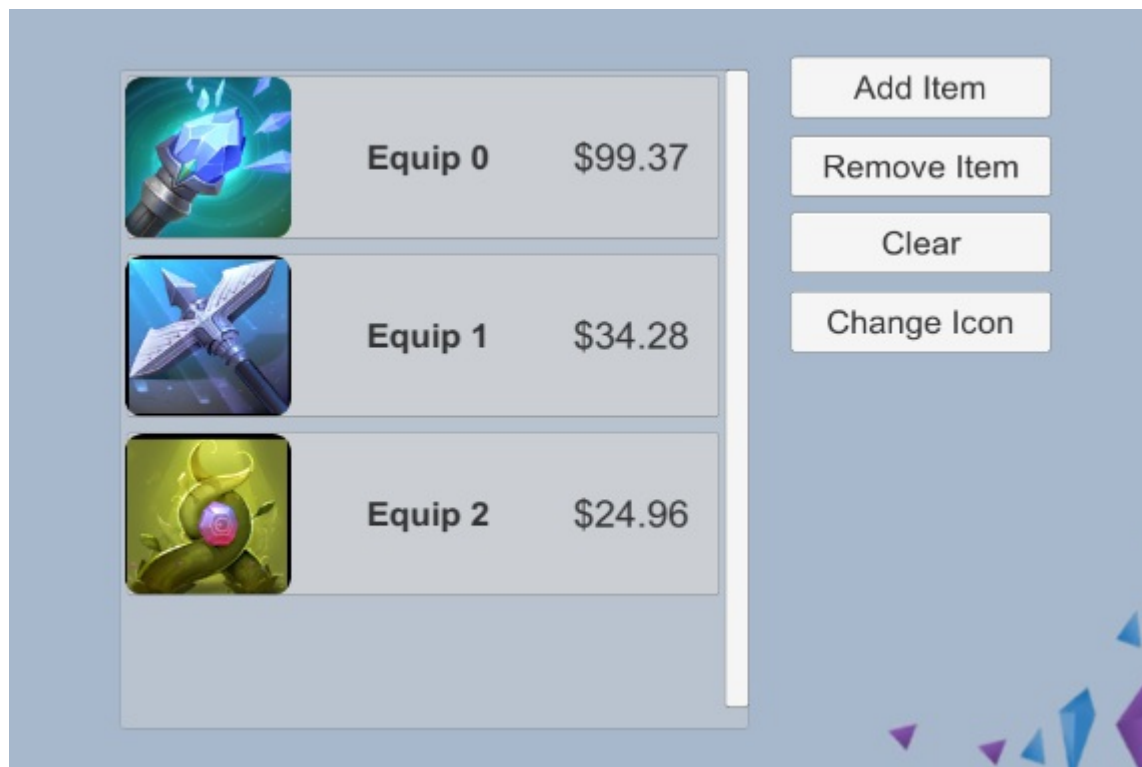 Equip 0 $99.37
Equip 1 $34.28
Equip 2 $24.96
Add Item
Remove Item
Clear
Change Icon